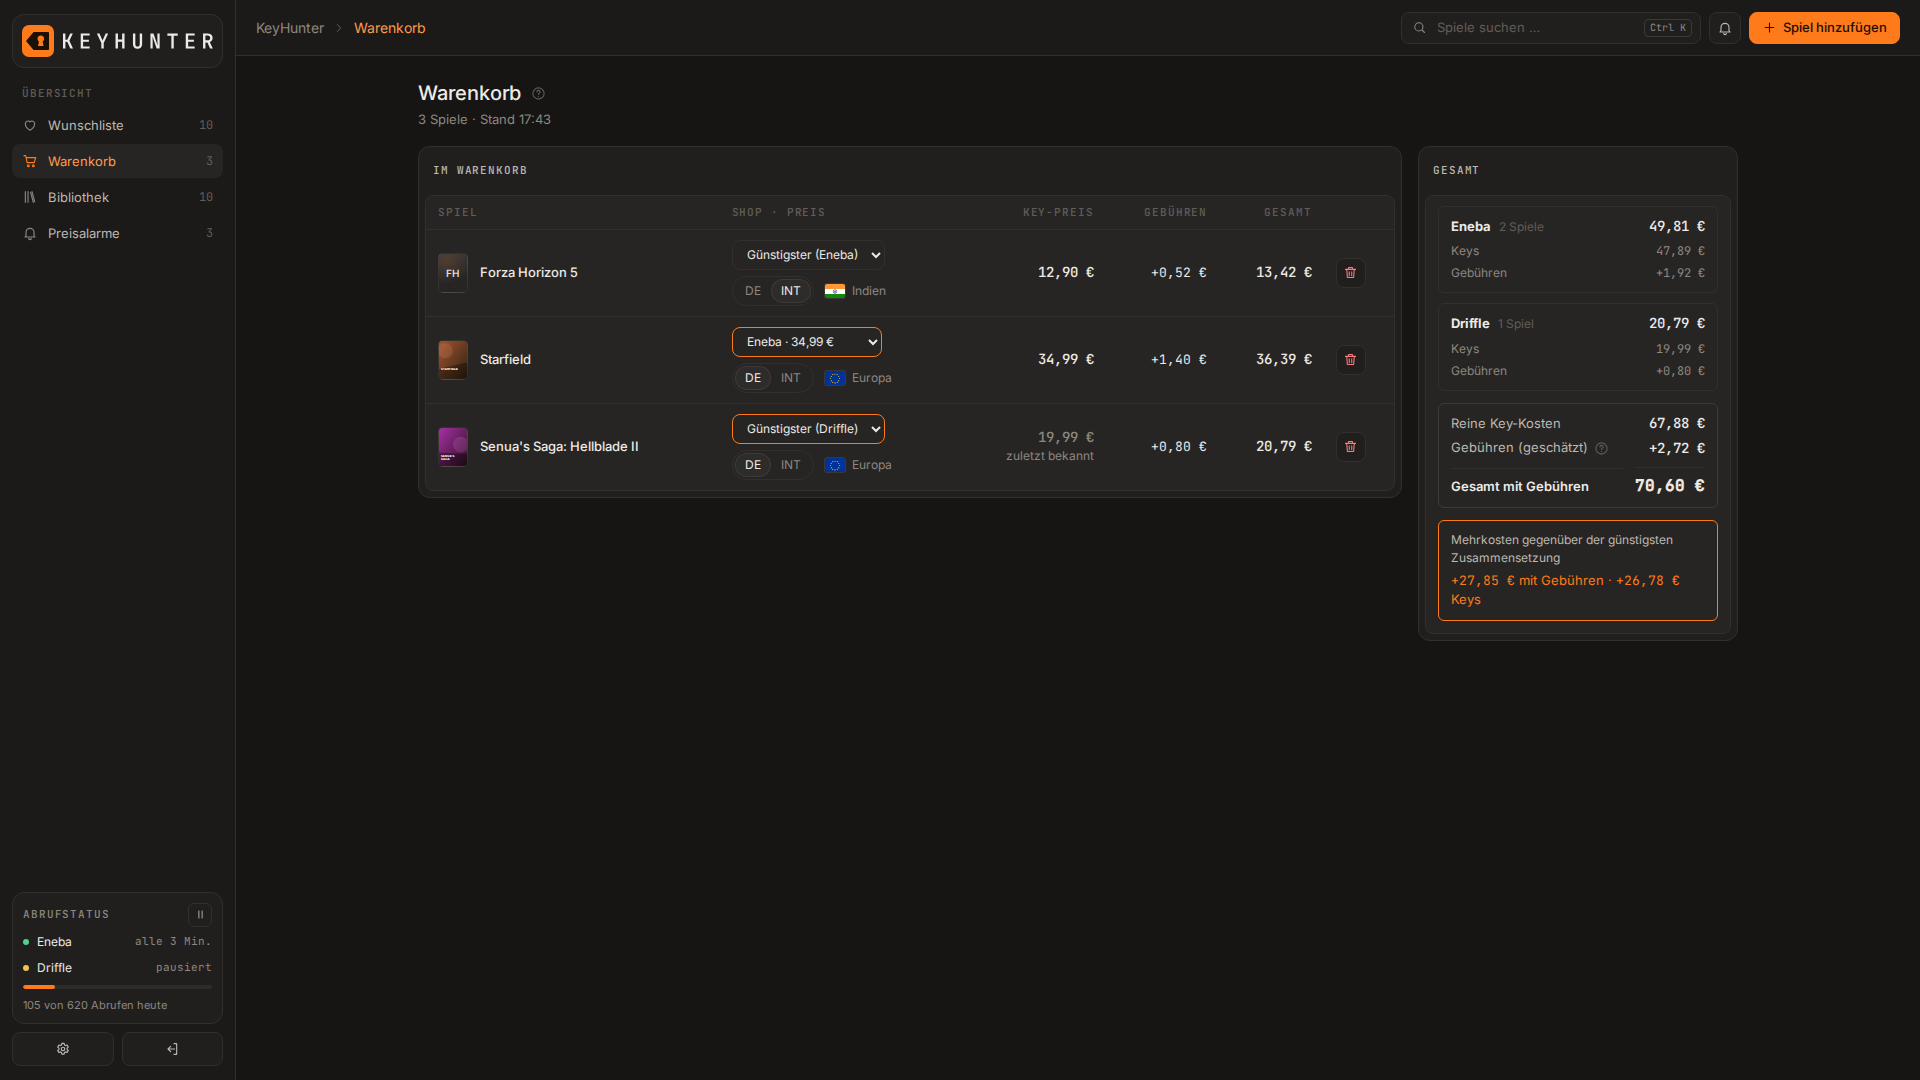 KEYHUNTER
KeyHunter > Warenkorb
Spiele suchen ...
Ctrl K
+ Spiel hinzufügen
ÜBERSICHT
Wunschliste 10
Warenkorb 3
Bibliothek 10
Preisalarme 3
Warenkorb
3 Spiele · Stand 17:43
IM WARENKORB
SPIEL SHOP · PREIS KEY-PREIS GEBÜHREN GESAMT
FH
Forza Horizon 5
Günstigster (Eneba)
DE INT Indien
12,90 € +0,52 € 13,42 €
STARFIELD
Starfield
Eneba · 34,99 €
DE INT Europa
34,99 € +1,40 € 36,39 €
SENUA'S
SAGA:
Senua's Saga: Hellblade II
Günstigster (Driffle)
DE INT Europa
19,99 €
zuletzt bekannt
+0,80 € 20,79 €
GESAMT
Eneba 2 Spiele 49,81 €
Keys 47,89 €
Gebühren +1,92 €
Driffle 1 Spiel 20,79 €
Keys 19,99 €
Gebühren +0,80 €
Reine Key-Kosten 67,88 €
Gebühren (geschätzt) +2,72 €
Gesamt mit Gebühren 70,60 €
Mehrkosten gegenüber der günstigsten
Zusammensetzung
+27,85 € mit Gebühren · +26,78 €
Keys
ABRUFSTATUS
Eneba alle 3 Min.
Driffle pausiert
105 von 620 Abrufen heute